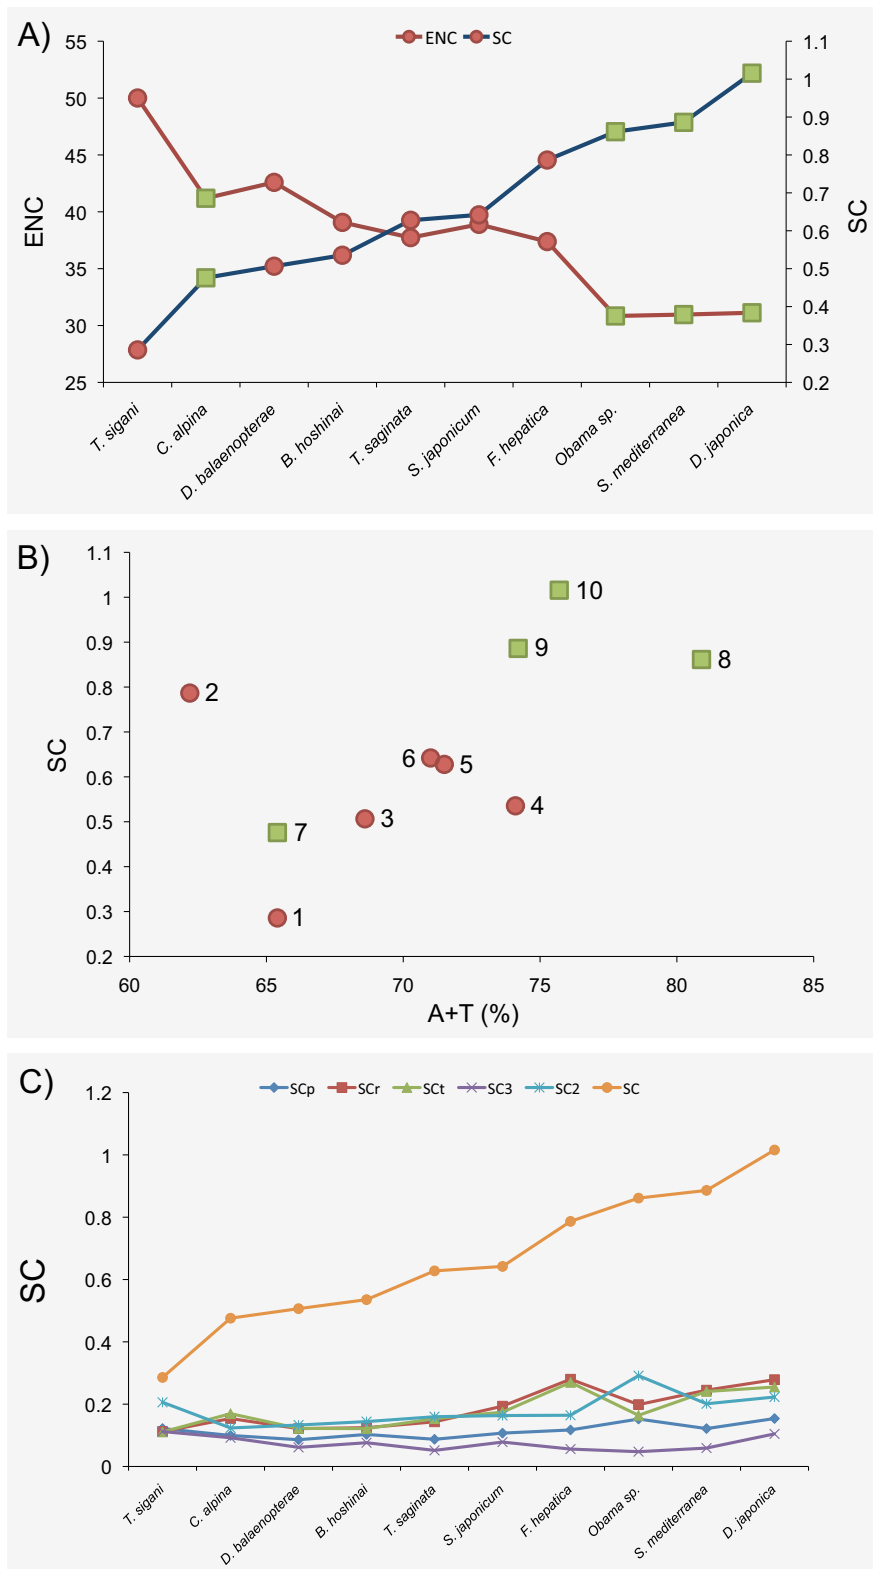 A)
ENC SC
55
50
45
40
35
30
25
ENC
1.1
1
0.9
0.8
0.7
0.6
0.5
0.4
0.3
0.2
SC
T. sigani
C. alpina
D. balaenopterae
B. hoshinai
T. saginata
S. japonicum
F. hepatica
Obama sp.
S. mediterranea
D. japonica
B)
1.1
1
0.9
0.8
0.7
0.6
0.5
0.4
0.3
0.2
SC
10
9
8
2
6
5
4
3
7
1
60 65 70 75 80 85
A+T (%)
C)
SCp SCr SCt SC3 SC2 SC
1.2
1
0.8
0.6
0.4
0.2
0
SC
T. sigani
C. alpina
D. balaenopterae
B. hoshinai
T. saginata
S. japonicum
F. hepatica
Obama sp.
S. mediterranea
D. japonica